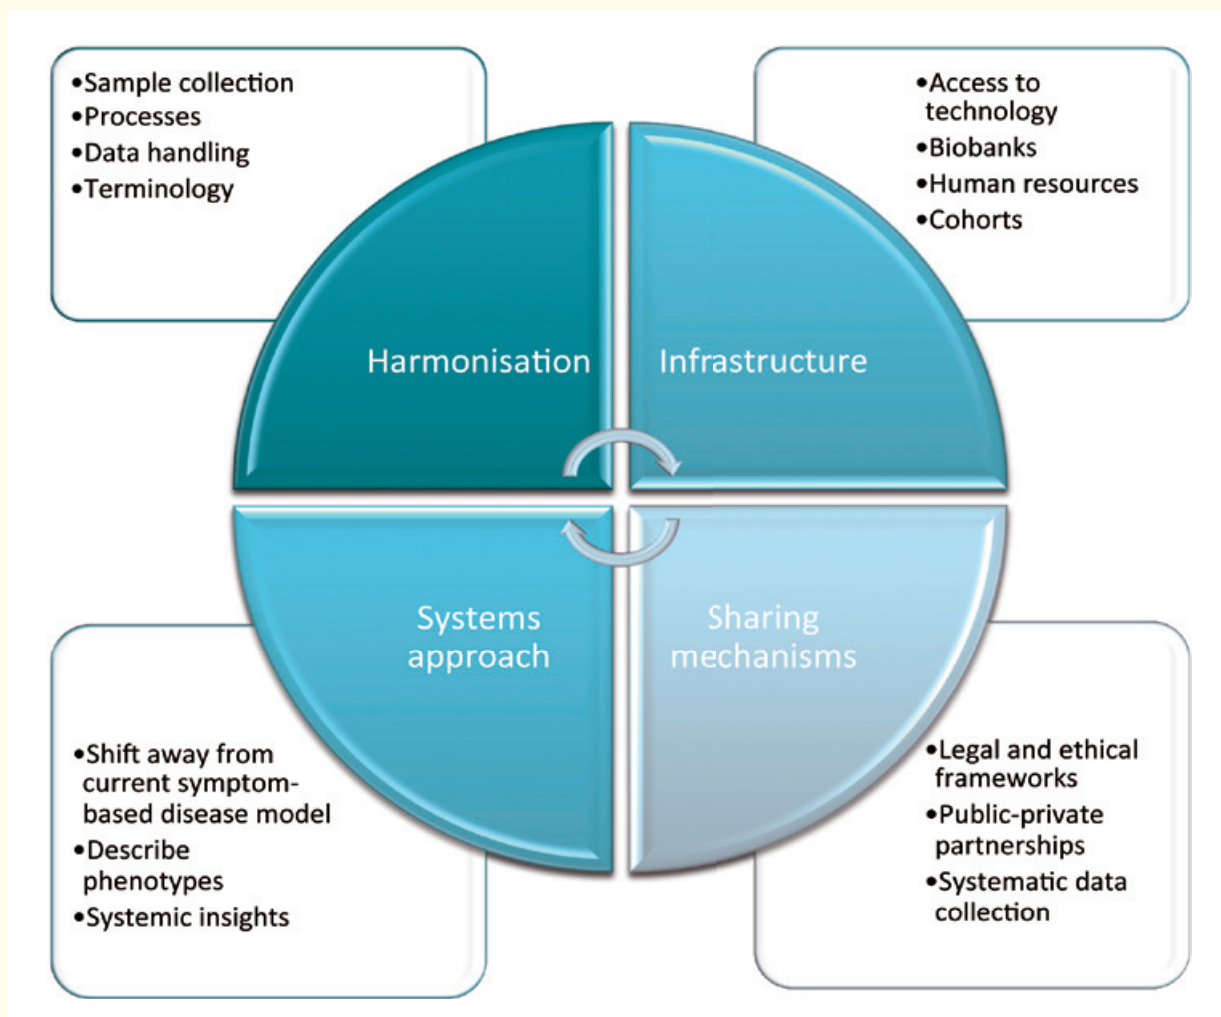 •Sample collection
•Processes
•Data handling
•Terminology
•Access to
technology
•Biobanks
•Human resources
•Cohorts
Harmonisation
Infrastructure
Systems
approach
Sharing
mechanisms
•Shift away from
current symptom-
based disease model
•Describe
phenotypes
•Systemic insights
•Legal and ethical
frameworks
•Public-private
partnerships
•Systematic data
collection